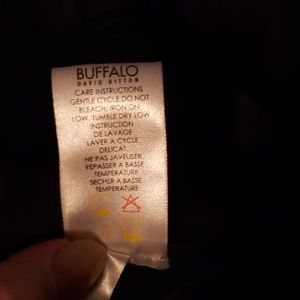 BUFFALO
DAVID BITTON
CARE INSTRUCTIONS
GENTLE CYCLE.DO NOT
BLEACH, IRON ON
LOW. TUMBLE DRY LOW
INSTRUCTION
DE LAVAGE
LAVER A CYCLE
DELICAT.
NE PAS JAVELISER.
REPASSER A BASSE
TEMPERATURE
SECHER A BASSE
TEMPERATURE